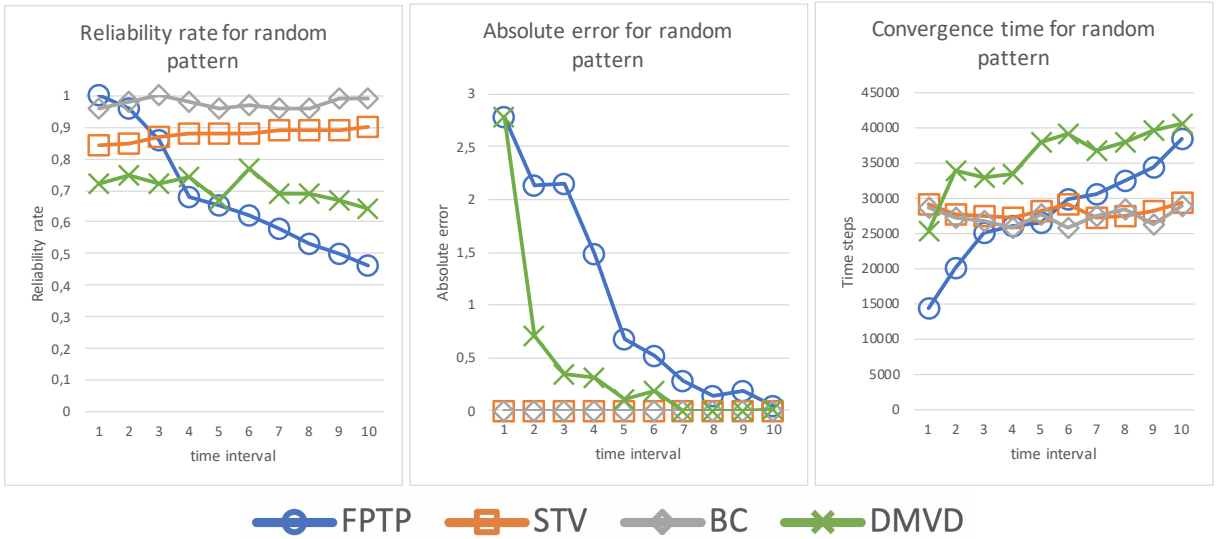 Reliability rate for random
pattern
1
0,9
0,8
0,7
0,6
0,5
0,4
0,3
0,2
0,1
0
Reliability rate
1 2 3 4 5 6 7 8 9 10
time interval
Absolute error for random
pattern
3
2,5
2
1,5
1
0,5
0
Absolute error
1 2 3 4 5 6 7 8 9 10
time interval
Convergence time for random
pattern
45000
40000
35000
30000
25000
20000
15000
10000
5000
0
Time steps
1 2 3 4 5 6 7 8 9 10
time interval
FPTP STV BC DMVD